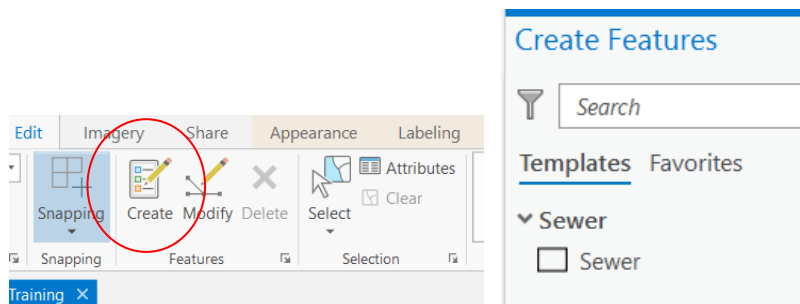 Edit Imagery Share Appearance Labeling
Snapping
Create Modify Delete
Select
Attributes
Clear
Snapping Features Selection
Training
Create Features
Search
Templates Favorites
Sewer
Sewer